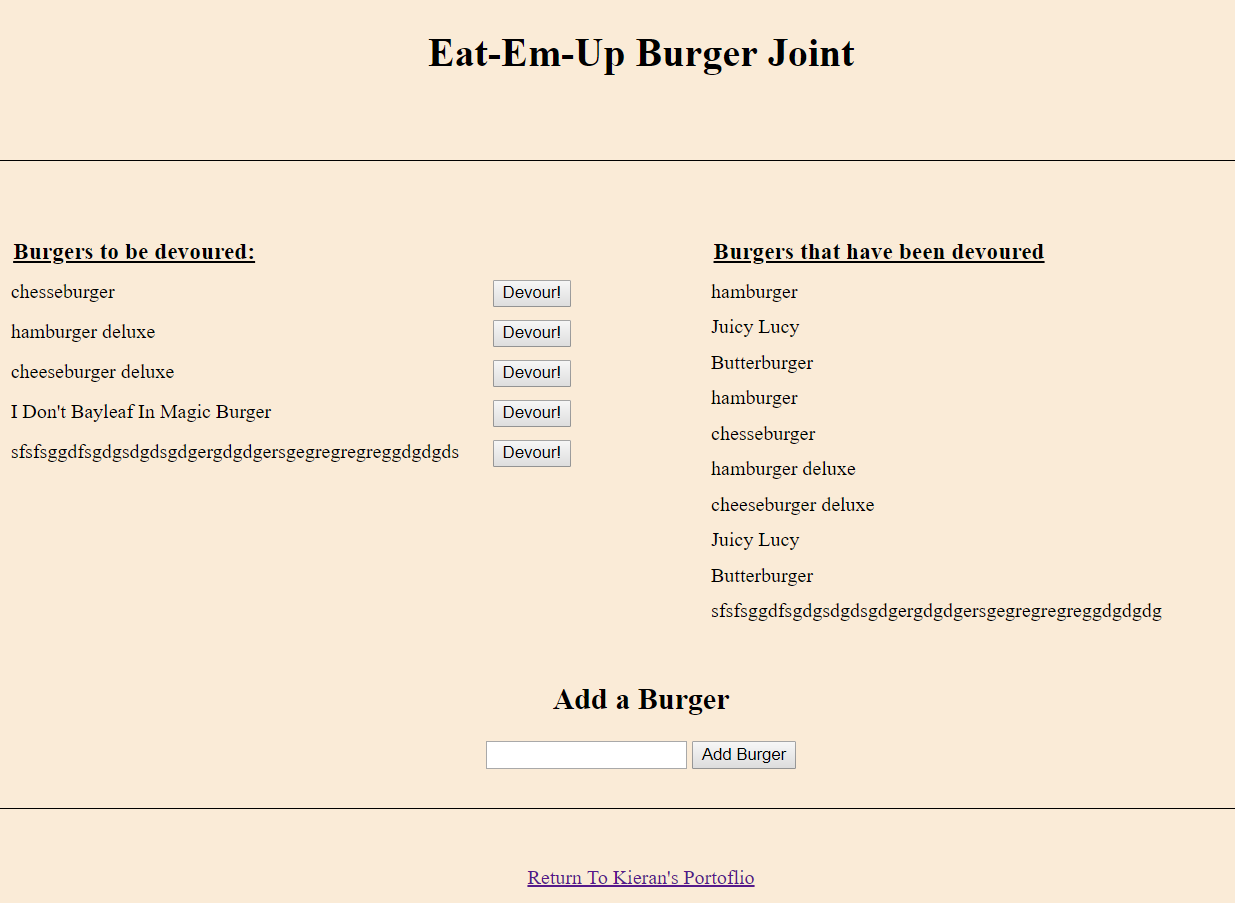 Eat-Em-Up Burger Joint
Burgers to be devoured:
chesseburger Devour!
hamburger deluxe Devour!
cheeseburger deluxe Devour!
I Don't Bayleaf In Magic Burger Devour!
sfsfsggdfsgdgsdgdsgdgergdgdgersgegregregreggdgdgds Devour!
Burgers that have been devoured
hamburger
Juicy Lucy
Butterburger
hamburger
chesseburger
hamburger deluxe
cheeseburger deluxe
Juicy Lucy
Butterburger
sfsfsggdfsgdgsdgdsgdgergdgdgersgegregregreggdgdgdg
Add a Burger
Add Burger
Return To Kieran's Portoflio